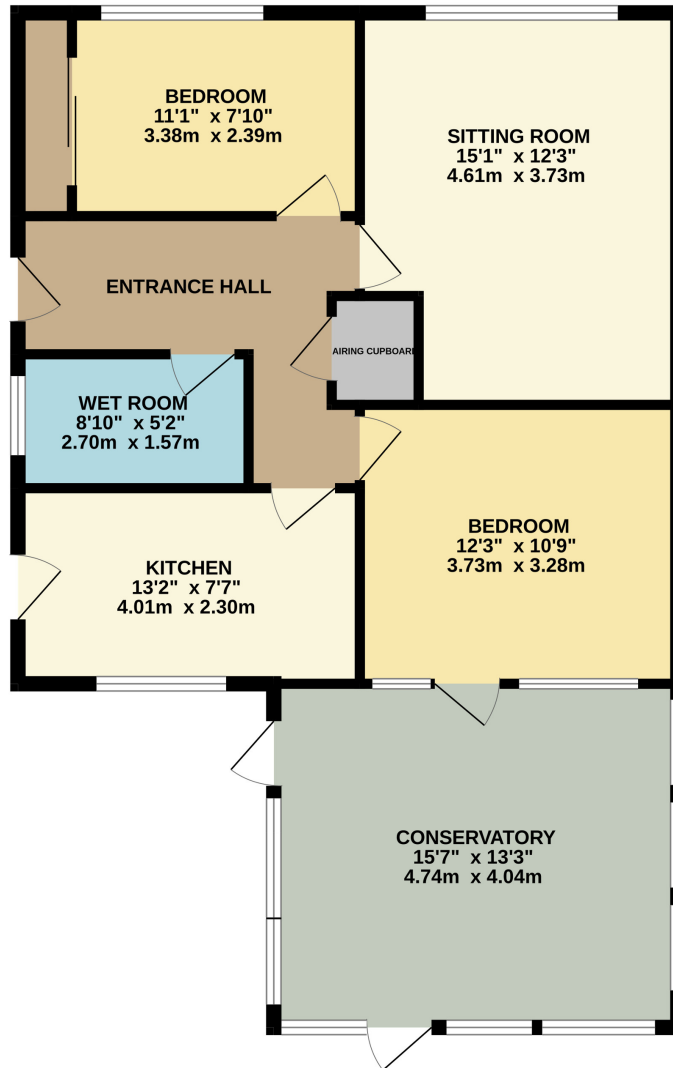 BEDROOM
11'1" x 7'10"
3.38m x 2.39m
SITTING ROOM
15'1" x 12'3"
4.61m x 3.73m
ENTRANCE HALL
AIRING CUPBOARD
WET ROOM
8'10" x 5'2"
2.70m x 1.57m
BEDROOM
12'3" x 10'9"
3.73m x 3.28m
KITCHEN
13'2" x 7'7"
4.01m x 2.30m
CONSERVATORY
15'7" x 13'3"
4.74m x 4.04m